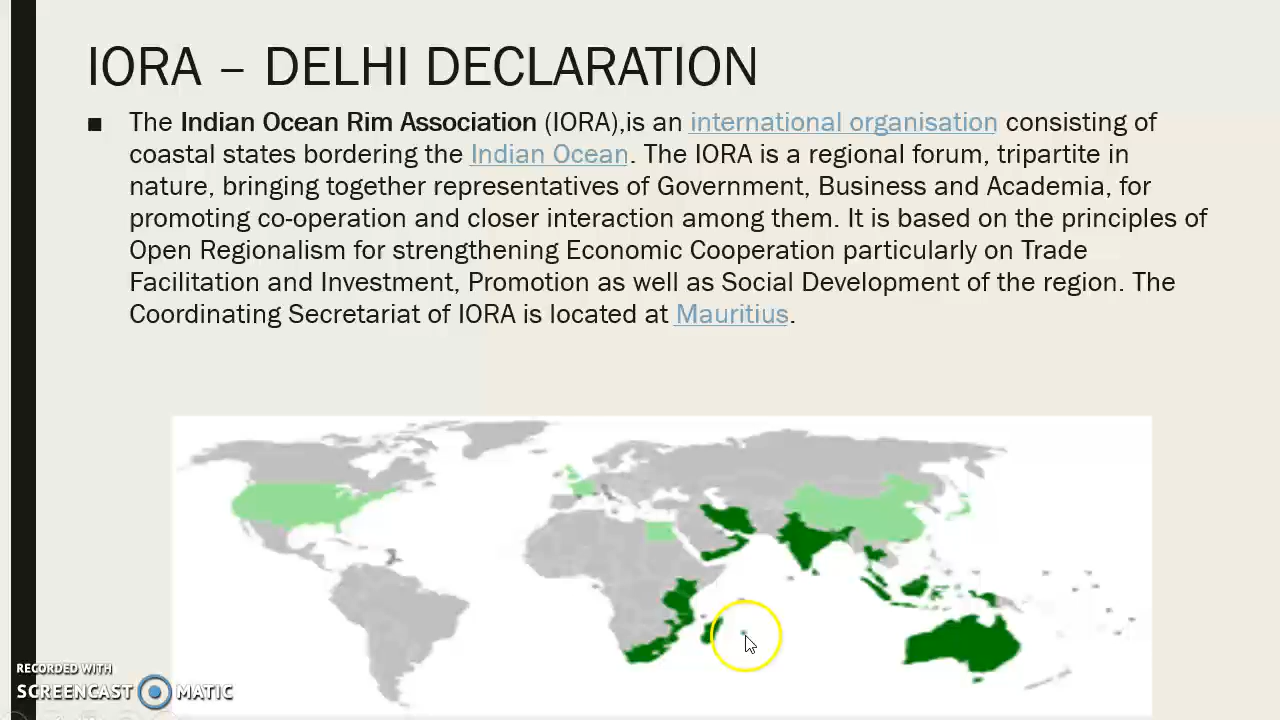 IORA – DELHI DECLARATION
■ The Indian Ocean Rim Association (IORA),is an international organisation consisting of
coastal states bordering the Indian Ocean. The IORA is a regional forum, tripartite in
nature, bringing together representatives of Government, Business and Academia, for
promoting co-operation and closer interaction among them. It is based on the principles of
Open Regionalism for strengthening Economic Cooperation particularly on Trade
Facilitation and Investment, Promotion as well as Social Development of the region. The
Coordinating Secretariat of IORA is located at Mauritius.
RECORDED WITH
SCREENCAST MATIC